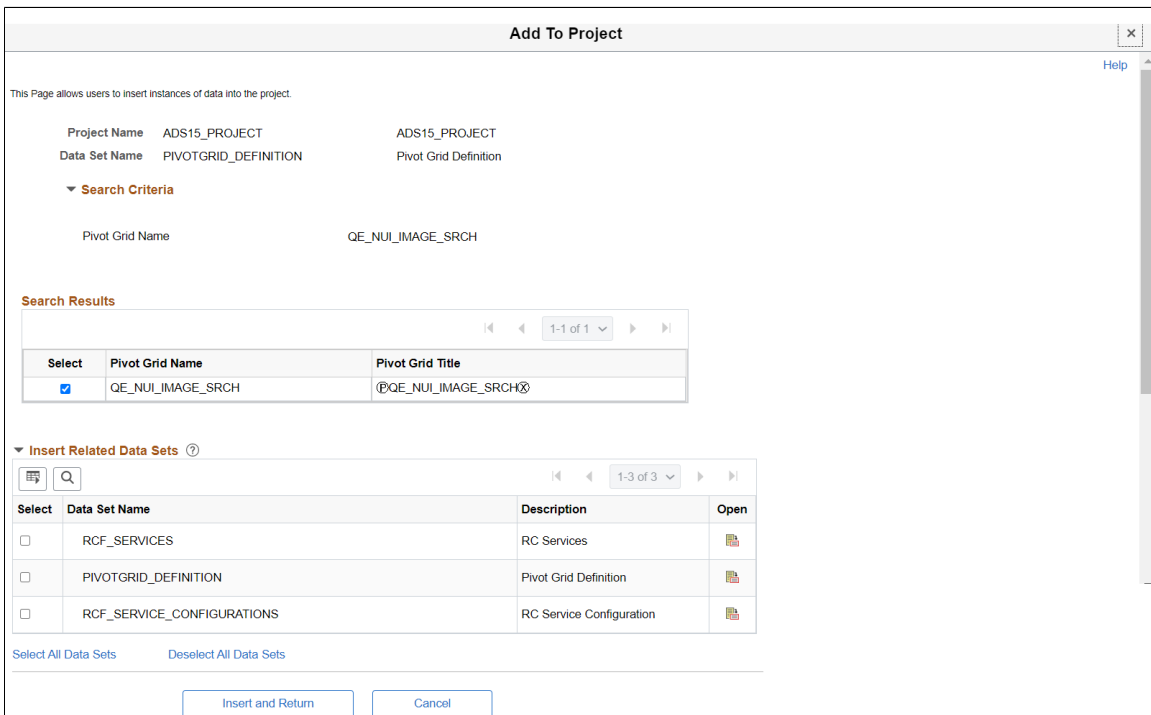 Add To Project
Help
This Page allows users to insert instances of data into the project.
Project Name ADS15_PROJECT ADS15_PROJECT
Data Set Name PIVOTGRID_DEFINITION Pivot Grid Definition
Search Criteria
Pivot Grid Name QE_NUI_IMAGE_SRCH
Search Results
1-1 of 1
Select Pivot Grid Name Pivot Grid Title
QE_NUI_IMAGE_SRCH ⓅQE_NUI_IMAGE_SRCHⓍ
Insert Related Data Sets ?
1-3 of 3
Select Data Set Name Description Open
RCF_SERVICES RC Services
PIVOTGRID_DEFINITION Pivot Grid Definition
RCF_SERVICE_CONFIGURATIONS RC Service Configuration
Select All Data Sets Deselect All Data Sets
Insert and Return Cancel